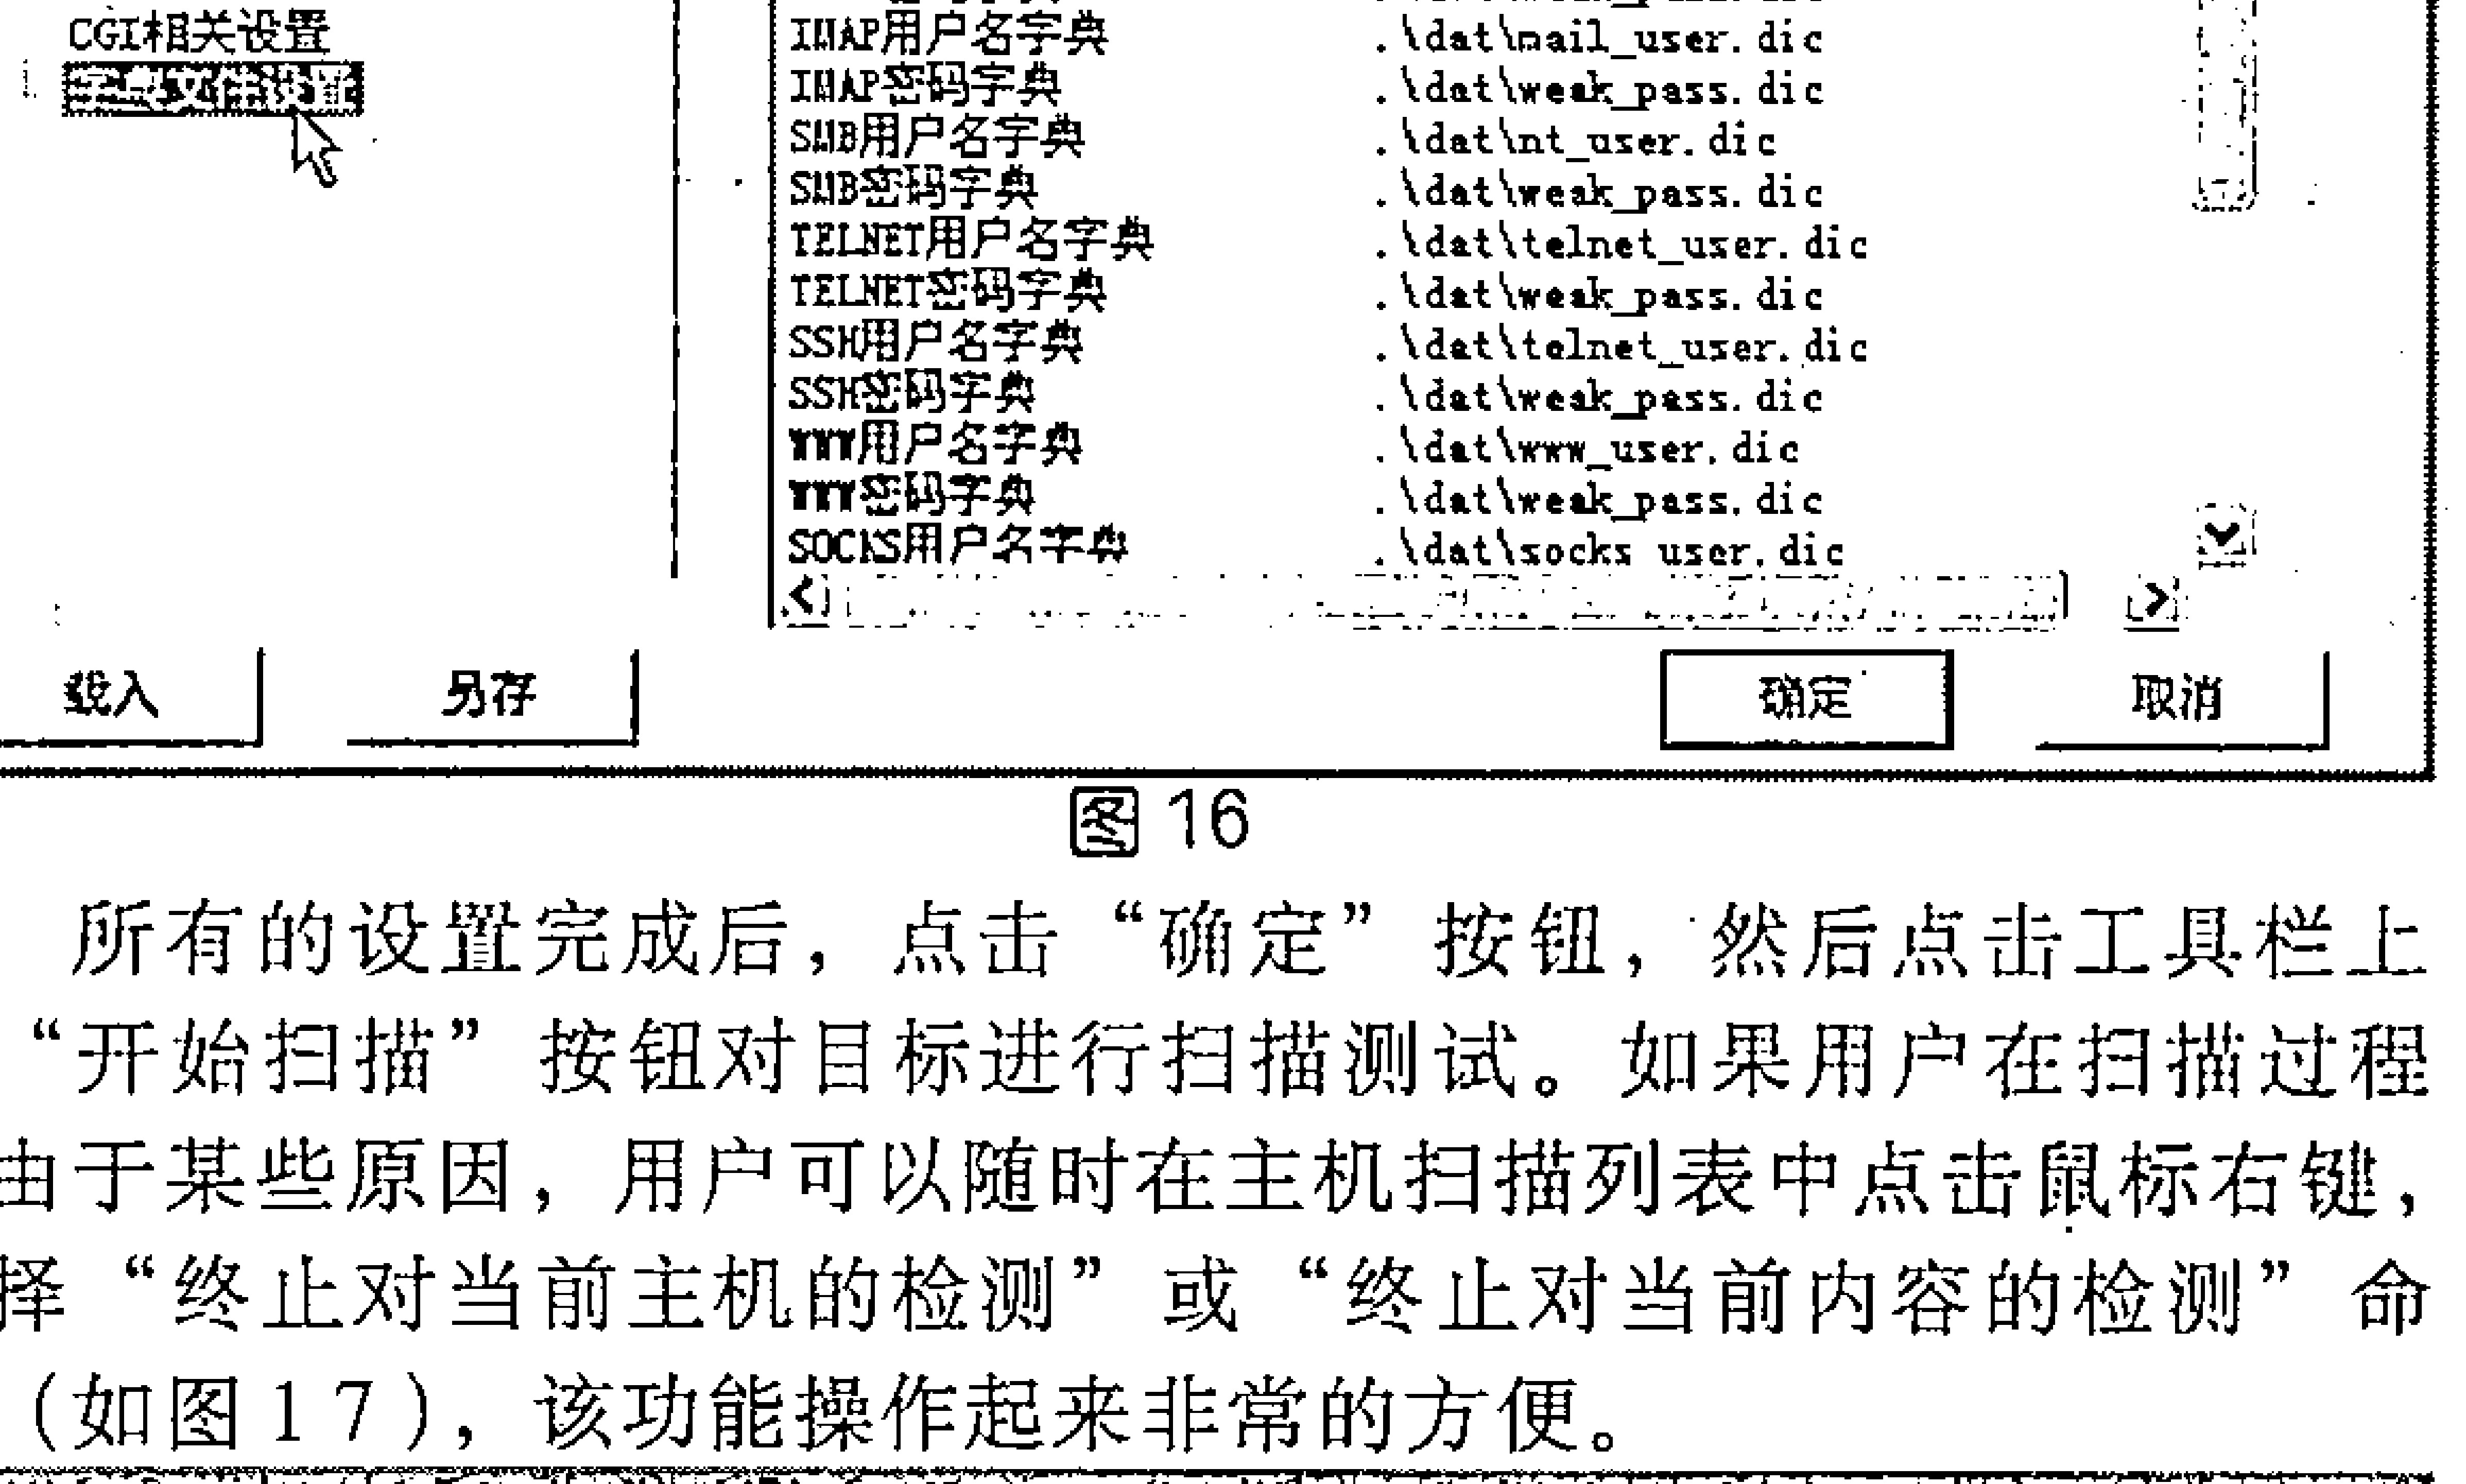 CGI相关设置
字典文件设置
IMAP用户名字典 .\dat\mail_user.dic
IMAP密码字典 .\dat\weak_pass.dic
SMB用户名字典 .\dat\nt_user.dic
SMB密码字典 .\dat\weak_pass.dic
TELNET用户名字典 .\dat\telnet_user.dic
TELNET密码字典 .\dat\weak_pass.dic
SSH用户名字典 .\dat\telnet_user.dic
SSH密码字典 .\dat\weak_pass.dic
WWW用户名字典 .\dat\www_user.dic
WWW密码字典 .\dat\weak_pass.dic
SOCKS用户名字典 .\dat\socks_user.dic
载入 另存 确定 取消
图 16
所有的设置完成后，点击“确定”按钮，然后点击工具栏上
“开始扫描”按钮对目标进行扫描测试。如果用户在扫描过程
由于某些原因，用户可以随时在主机扫描列表中点击鼠标右键，
择“终止对当前主机的检测”或“终止对当前内容的检测”命
（如图17），该功能操作起来非常的方便。